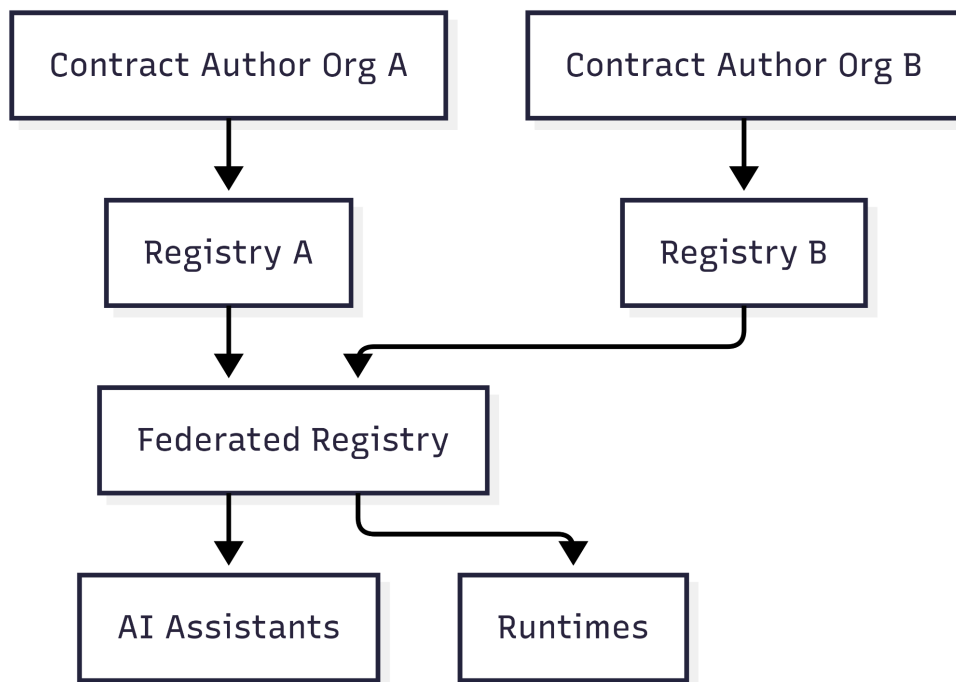 Contract Author Org A
Contract Author Org B
Registry A
Registry B
Federated Registry
AI Assistants
Runtimes